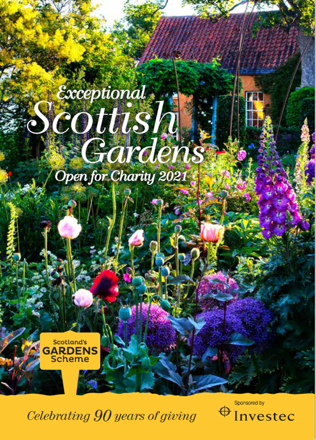 Exceptional
Scottish
Gardens
Open for Charity 2021
Scotland's
GARDENS
Scheme
Celebrating 90 years of giving
Sponsored by
Investec